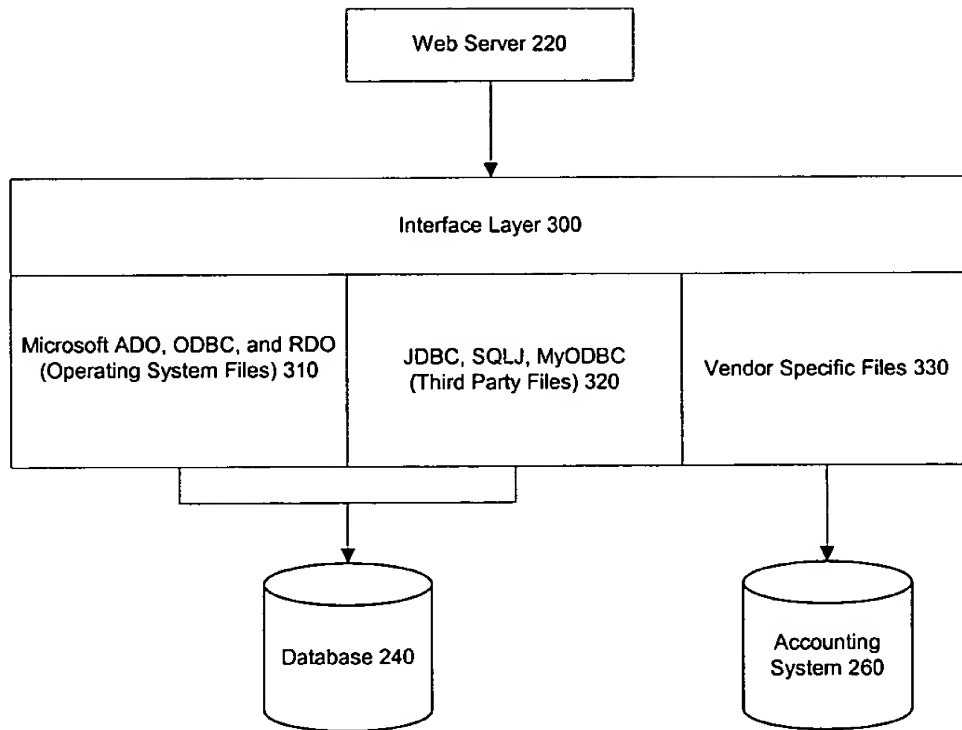 Web Server 220
Interface Layer 300
Microsoft ADO, ODBC, and RDO
(Operating System Files) 310
JDBC, SQLJ, MyODBC
(Third Party Files) 320
Vendor Specific Files 330
Database 240
Accounting
System 260